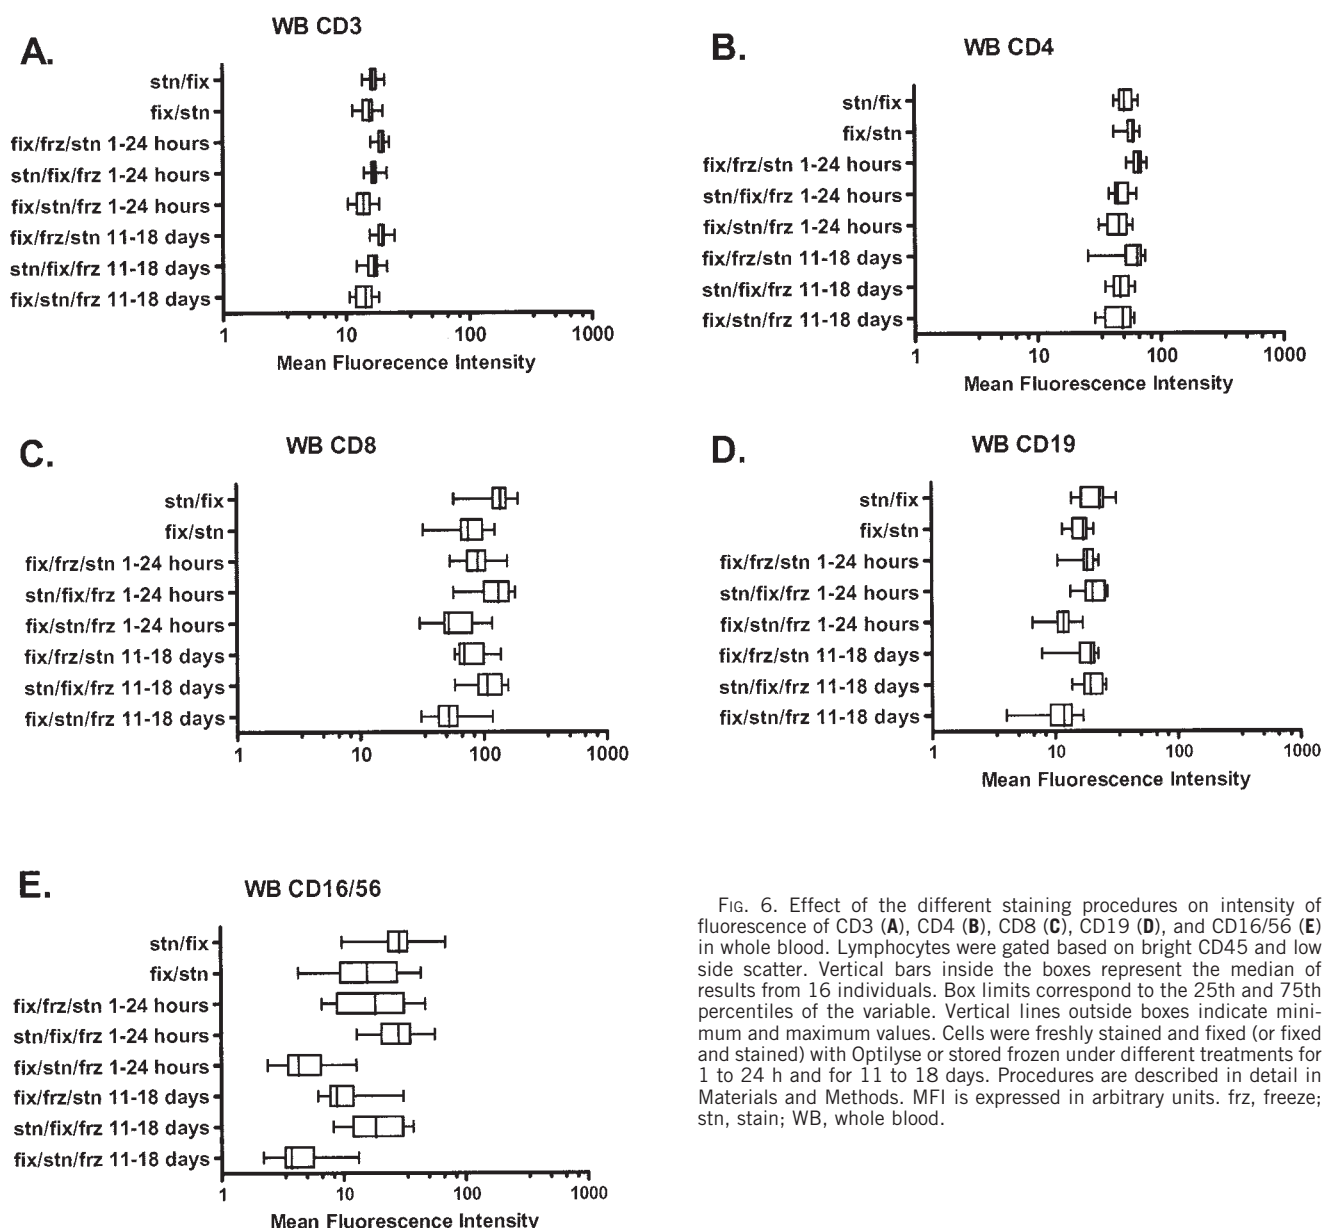 WB CD3
A.
stn/fix
fix/stn
fix/frz/stn 1-24 hours
stn/fix/frz 1-24 hours
fix/stn/frz 1-24 hours
fix/frz/stn 11-18 days
stn/fix/frz 11-18 days
fix/stn/frz 11-18 days
1 10 100 1000
Mean Fluorecence Intensity
B.
WB CD4
stn/fix
fix/stn
fix/frz/stn 1-24 hours
stn/fix/frz 1-24 hours
fix/stn/frz 1-24 hours
fix/frz/stn 11-18 days
stn/fix/frz 11-18 days
fix/stn/frz 11-18 days
1 10 100 1000
Mean Fluorescence Intensity
C.
WB CD8
stn/fix
fix/stn
fix/frz/stn 1-24 hours
stn/fix/frz 1-24 hours
fix/stn/frz 1-24 hours
fix/frz/stn 11-18 days
stn/fix/frz 11-18 days
fix/stn/frz 11-18 days
1 10 100 1000
D.
WB CD19
stn/fix
fix/stn
fix/frz/stn 1-24 hours
stn/fix/frz 1-24 hours
fix/stn/frz 1-24 hours
fix/frz/stn 11-18 days
stn/fix/frz 11-18 days
fix/stn/frz 11-18 days
1 10 100 1000
Mean Fluorescence Intensity
E.
WB CD16/56
stn/fix
fix/stn
fix/frz/stn 1-24 hours
stn/fix/frz 1-24 hours
fix/stn/frz 1-24 hours
fix/frz/stn 11-18 days
stn/fix/frz 11-18 days
fix/stn/frz 11-18 days
1 10 100 1000
Mean Fluorescence Intensity
FIG. 6. Effect of the different staining procedures on intensity of
fluorescence of CD3 (A), CD4 (B), CD8 (C), CD19 (D), and CD16/56 (E)
in whole blood. Lymphocytes were gated based on bright CD45 and low
side scatter. Vertical bars inside the boxes represent the median of
results from 16 individuals. Box limits correspond to the 25th and 75th
percentiles of the variable. Vertical lines outside boxes indicate mini-
mum and maximum values. Cells were freshly stained and fixed (or fixed
and stained) with Optilyse or stored frozen under different treatments for
1 to 24 h and for 11 to 18 days. Procedures are described in detail in
Materials and Methods. MFI is expressed in arbitrary units. frz, freeze;
stn, stain; WB, whole blood.